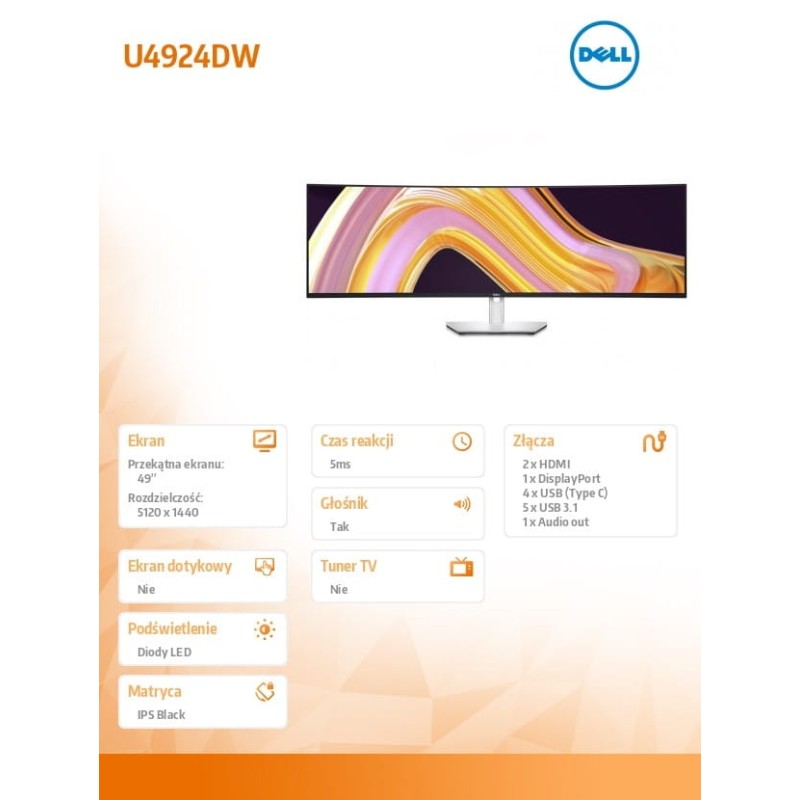 U4924DW
DELL
Ekran
Przekątna ekranu:
49"
Rozdzielczość:
5120 x 1440
Ekran dotykowy
Nie
Podświetlenie
Diody LED
Matryca
IPS Black
Czas reakcji
5ms
Głośnik
Tak
Tuner TV
Nie
Złącza
2 x HDMI
1 x DisplayPort
4 x USB (Type C)
5 x USB 3.1
1 x Audio out